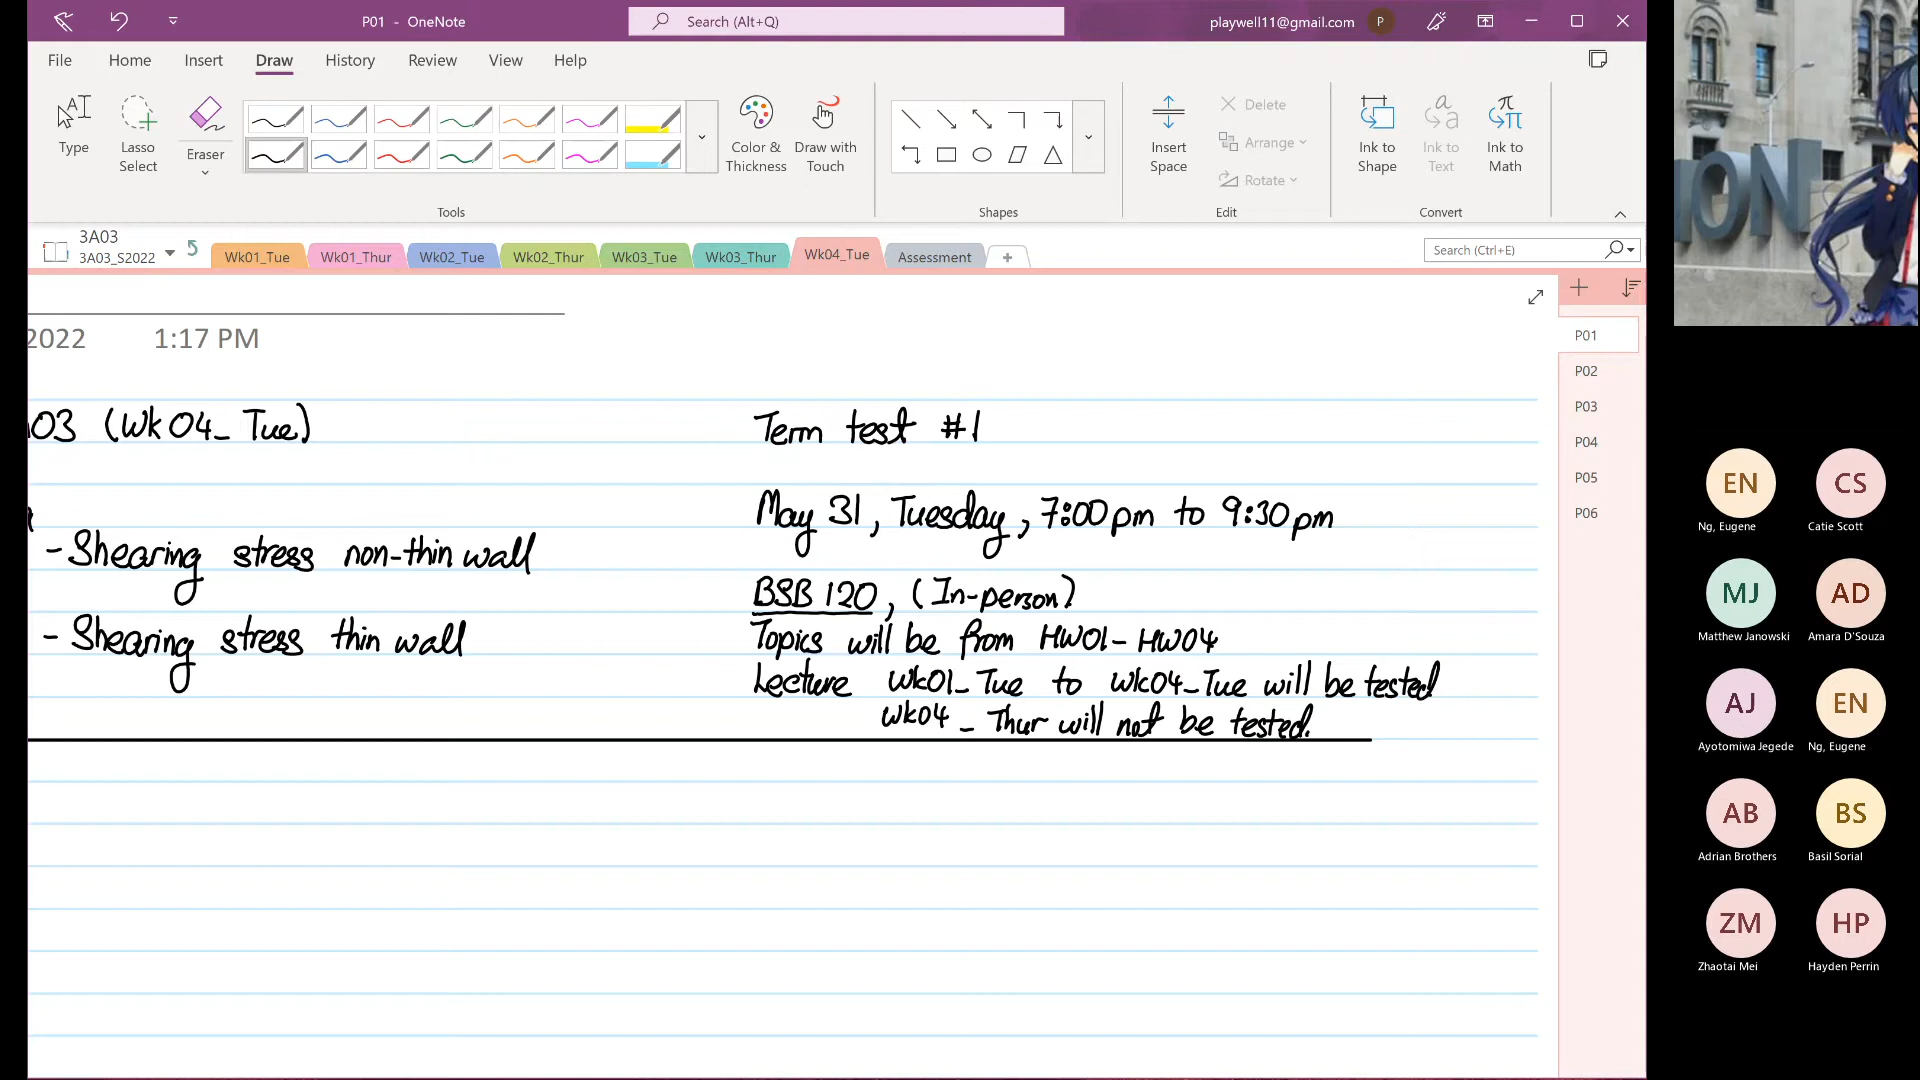 P01 - OneNote
Search (Alt+Q)
playwell11@gmail.com
P
File Home Insert Draw History Review View Help
Type
Lasso Select
Eraser
Color & Thickness
Draw with Touch
Insert Space
Delete
Arrange
Rotate
Ink to Shape
Ink to Text
Ink to Math
Tools
Shapes
Edit
Convert
3A03
3A03_S2022
Wk01_Tue Wk01_Thur Wk02_Tue Wk02_Thur Wk03_Tue Wk03_Thur Wk04_Tue Assessment
Search (Ctrl+E)
2022 1:17 PM
P01
P02
P03
P04
P05
P06
03 (Wk04_Tue)
- Shearing stress non-thin wall
- Shearing stress thin wall
Term test #1
May 31, Tuesday, 7:00pm to 9:30pm
BSB 120, (In-person)
Topics will be from HW01-HW04
Lecture Wk01_Tue to Wk04_Tue will be tested
Wk04_Thur will not be tested.
ION
EN
Ng, Eugene
CS
Catie Scott
MJ
Matthew Janowski
AD
Amara D'Souza
AJ
Ayotomiwa Jegede
EN
Ng, Eugene
AB
Adrian Brothers
BS
Basil Sorial
ZM
Zhaotai Mei
HP
Hayden Perrin